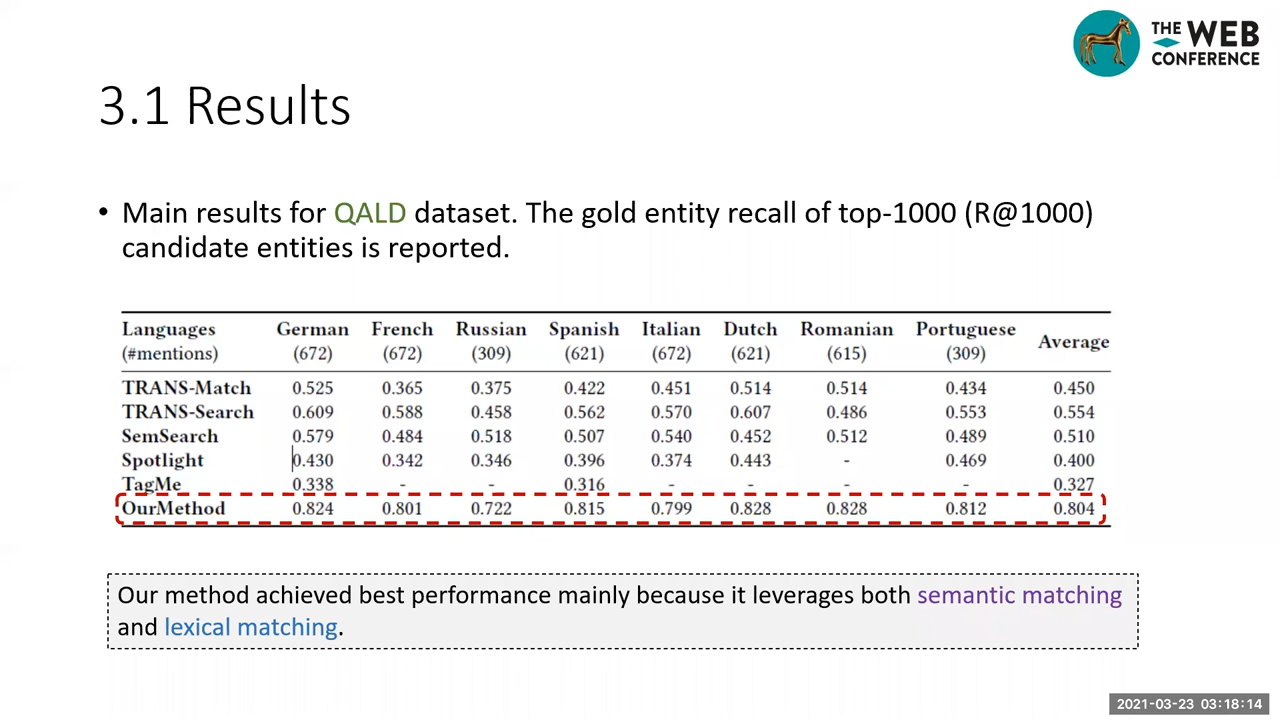 THE WEB
CONFERENCE
3.1 Results
• Main results for QALD dataset. The gold entity recall of top-1000 (R@1000)
candidate entities is reported.
Languages German French Russian Spanish Italian Dutch Romanian Portuguese Average
(#mentions) (672) (672) (309) (621) (672) (621) (615) (309)
TRANS-Match 0.525 0.365 0.375 0.422 0.451 0.514 0.514 0.434 0.450
TRANS-Search 0.609 0.588 0.458 0.562 0.570 0.607 0.486 0.553 0.554
SemSearch 0.579 0.484 0.518 0.507 0.540 0.452 0.512 0.489 0.510
Spotlight 0.430 0.342 0.346 0.396 0.374 0.443 - 0.469 0.400
TagMe 0.338 - - 0.316 - - - - 0.327
OurMethod 0.824 0.801 0.722 0.815 0.799 0.828 0.828 0.812 0.804
Our method achieved best performance mainly because it leverages both semantic matching
and lexical matching.
2021-03-23 03:18:14